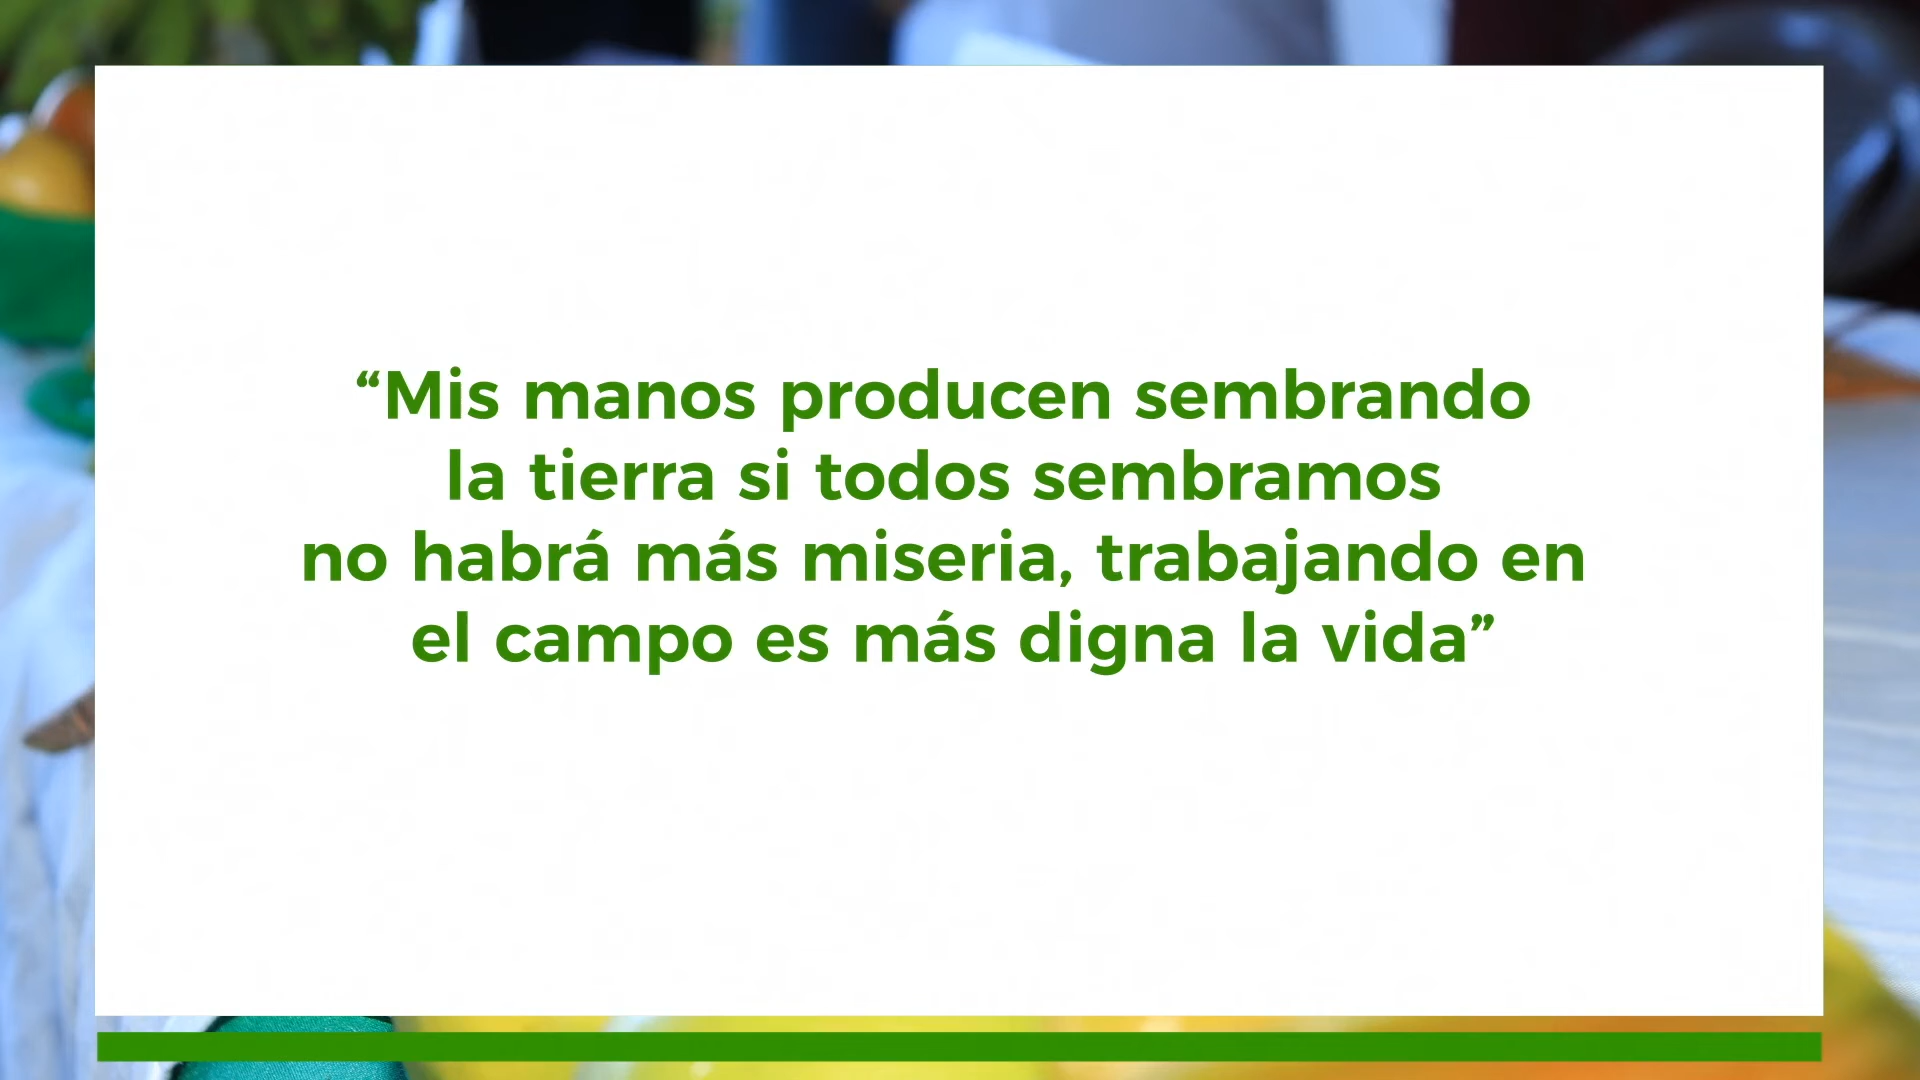 “Mis manos producen sembrando
la tierra si todos sembramos
no habrá más miseria, trabajando en
el campo es más digna la vida”